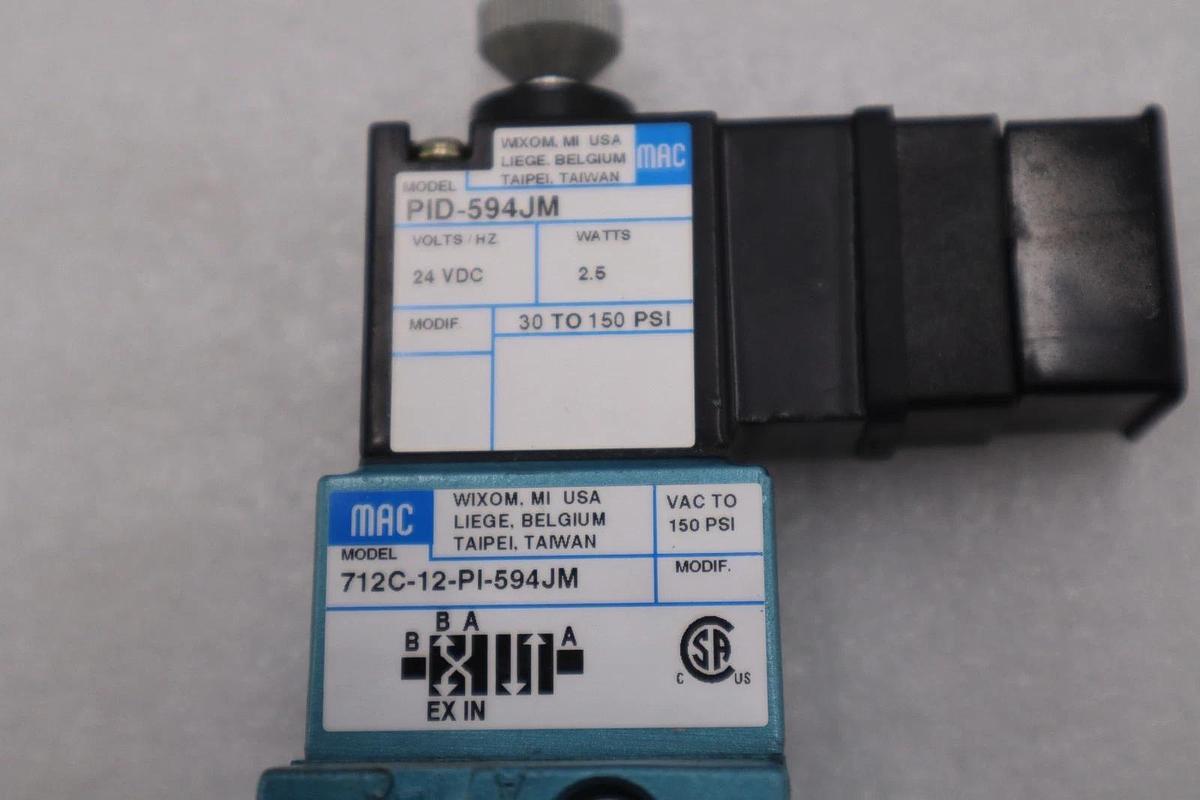 WIXOM, MI USA
LIEGE, BELGIUM
TAIPEI, TAIWAN
MAC
MODEL
PID-594JM
VOLTS / HZ
WATTS
24 VDC
2.5
MODIF.
30 TO 150 PSI
MAC
WIXOM, MI USA
LIEGE, BELGIUM
TAIPEI, TAIWAN
VAC TO
150 PSI
MODEL
712C-12-PI-594JM
MODIF.
B A
B
A
EX IN
C SA US